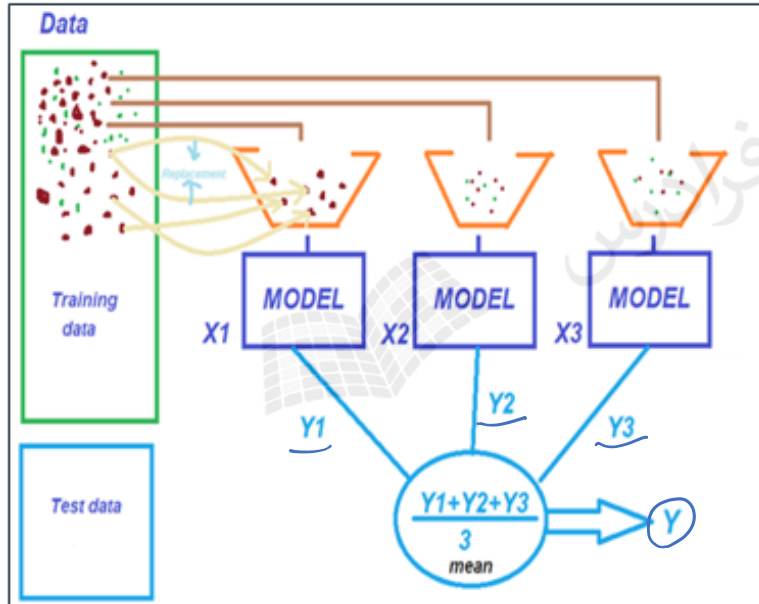 Data
Replacement
Training
data
MODEL
MODEL
MODEL
X1
X2
X3
Y1
Y2
Y3
Test data
Y1+Y2+Y3
3
mean
Y
فرادرس